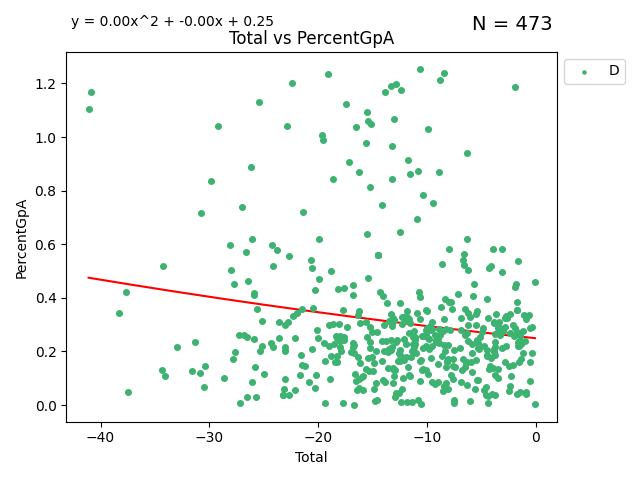 y = 0.00x^2 + -0.00x + 0.25
N = 473
Total vs PercentGpA
D
PercentGpA
1.2
1.0
0.8
0.6
0.4
0.2
0.0
−40
−30
−20
−10
0
Total